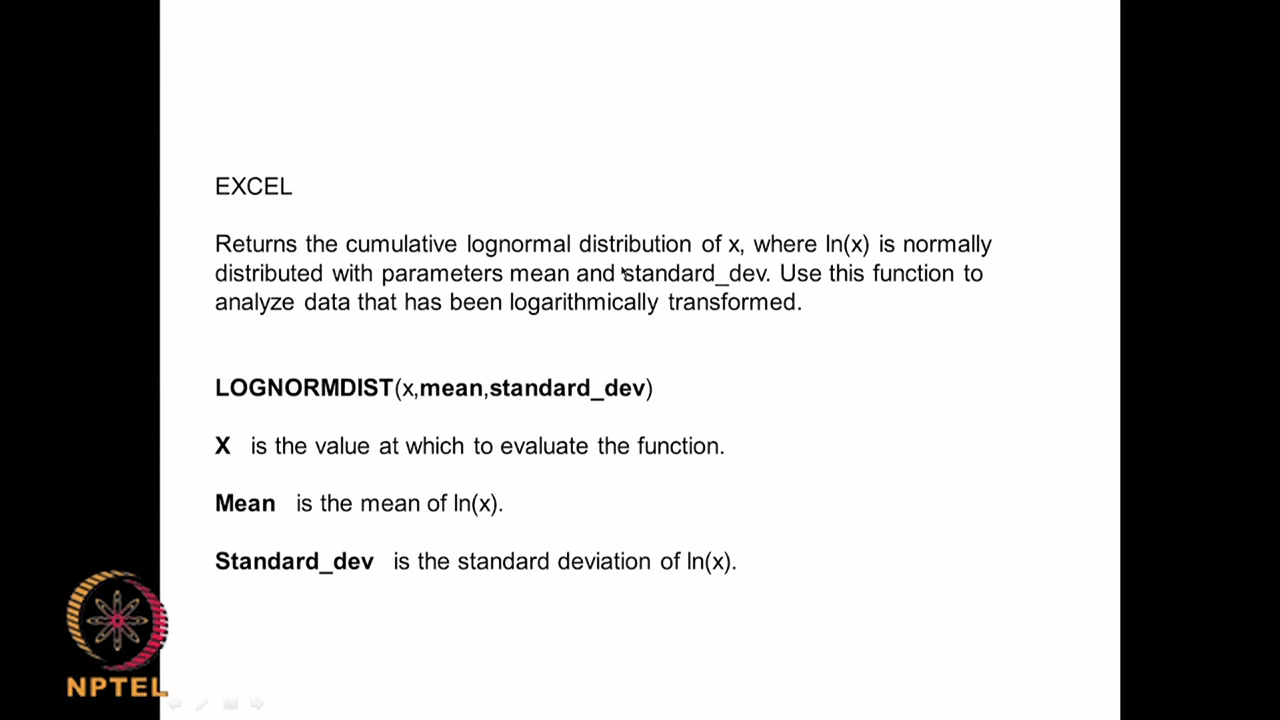 EXCEL
Returns the cumulative lognormal distribution of x, where ln(x) is normally
distributed with parameters mean and standard_dev. Use this function to
analyze data that has been logarithmically transformed.
LOGNORMDIST(x,mean,standard_dev)
X is the value at which to evaluate the function.
Mean is the mean of ln(x).
Standard_dev is the standard deviation of ln(x).
NPTEL